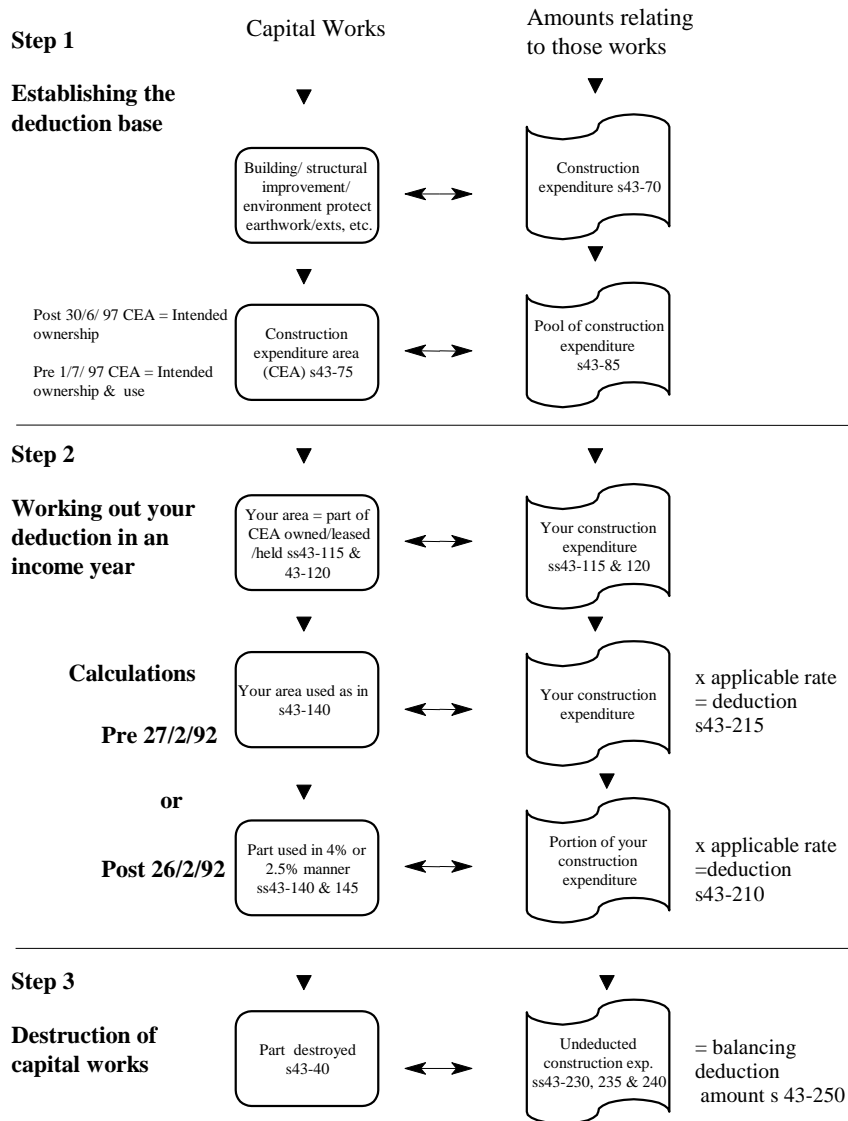 Step 1
Capital Works
Amounts relating
to those works
Establishing the
deduction base
Building/ structural
improvement/
environment protect
earthwork/exts, etc.
Construction
expenditure s43-70
Post 30/6/ 97 CEA = Intended
ownership
Pre 1/7/ 97 CEA = Intended
ownership & use
Construction
expenditure area
(CEA) s43-75
Pool of construction
expenditure
s43-85
Step 2
Working out your
deduction in an
income year
Your area = part of
CEA owned/leased
/held ss43-115 &
43-120
Your construction
expenditure
ss43-115 & 120
Calculations
Pre 27/2/92
Your area used as in
s43-140
Your construction
expenditure
x applicable rate
= deduction
s43-215
or
Post 26/2/92
Part used in 4% or
2.5% manner
ss43-140 & 145
Portion of your
construction
expenditure
x applicable rate
=deduction
s43-210
Step 3
Destruction of
capital works
Part destroyed
s43-40
Undeducted
construction exp.
ss43-230, 235 & 240
= balancing
deduction
amount s 43-250